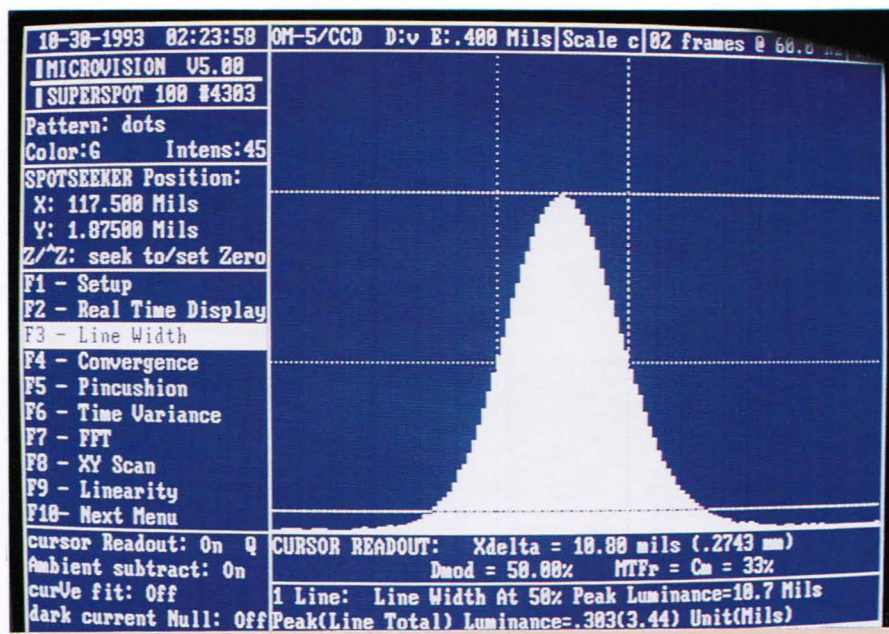 10-30-1993 02:23:58
OM-5/CCD D:v E:.400 Mils
Scale c
02 frames @ 60.0
MICROVISION V5.00
SUPERSPOT 100 #4303
Pattern: dots
Color:G Intens:45
SPOTSEEKER Position:
X: 117.500 Mils
Y: 1.87500 Mils
Z/^Z: seek to/set Zero
F1 - Setup
F2 - Real Time Display
F3 - Line Width
F4 - Convergence
F5 - Pincushion
F6 - Time Variance
F7 - FFT
F8 - XY Scan
F9 - Linearity
F10- Next Menu
cursor Readout: On Q
Ambient subtract: On
curVe fit: Off
dark current Null: Off
CURSOR READOUT: Xdelta = 10.80 mils (.2743 mm)
Dmod = 50.00% MTFr = Cm = 33%
1 Line: Line Width At 50% Peak Luminance=10.7 Mils
Peak(Line Total) Luminance=.303(3.44) Unit(Mils)